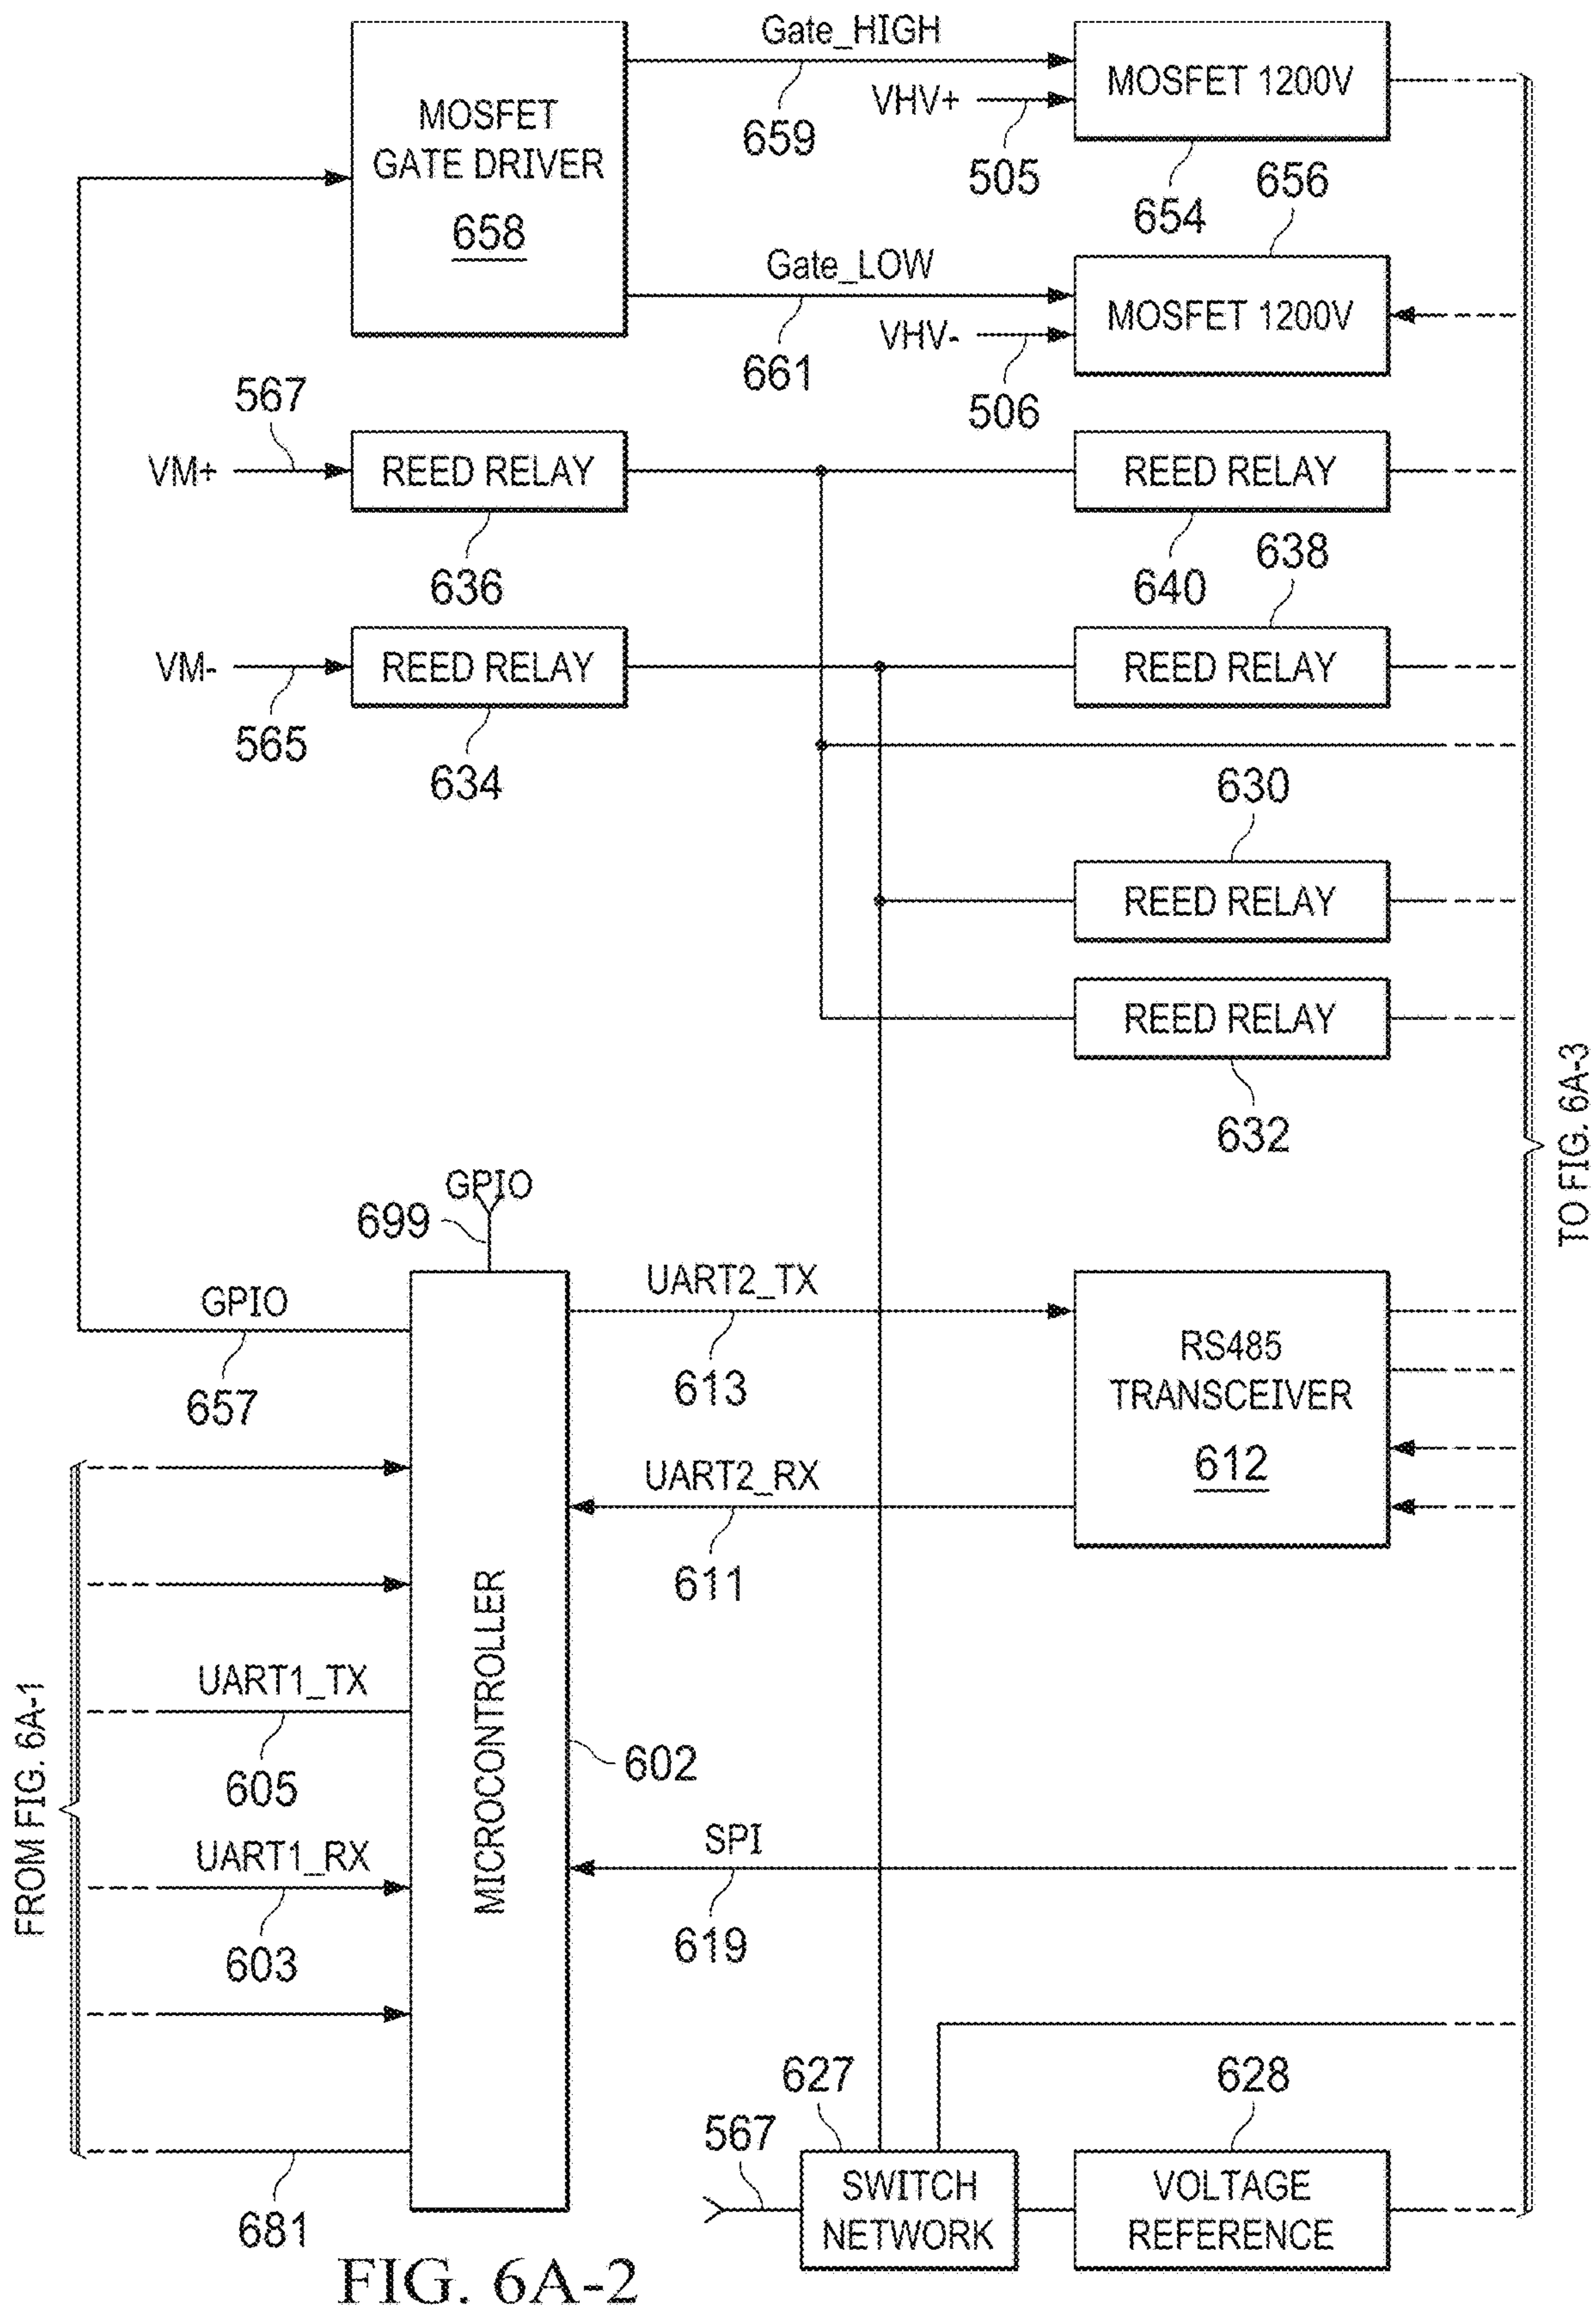 Gate_HIGH
659
VHV+
505
MOSFET 1200V
654
MOSFET
GATE DRIVER
658
656
Gate_LOW
661
VHV-
506
MOSFET 1200V
567
VM+
REED RELAY
636
REED RELAY
640
638
VM-
565
REED RELAY
634
REED RELAY
630
REED RELAY
REED RELAY
632
TO FIG. 6A-3
GPIO
699
GPIO
657
UART2_TX
613
RS485
TRANSCEIVER
612
UART2_RX
611
FROM FIG. 6A-1
UART1_TX
605
UART1_RX
603
681
MICROCONTROLLER
602
SPI
619
627
628
567
SWITCH
NETWORK
VOLTAGE
REFERENCE
FIG. 6A-2